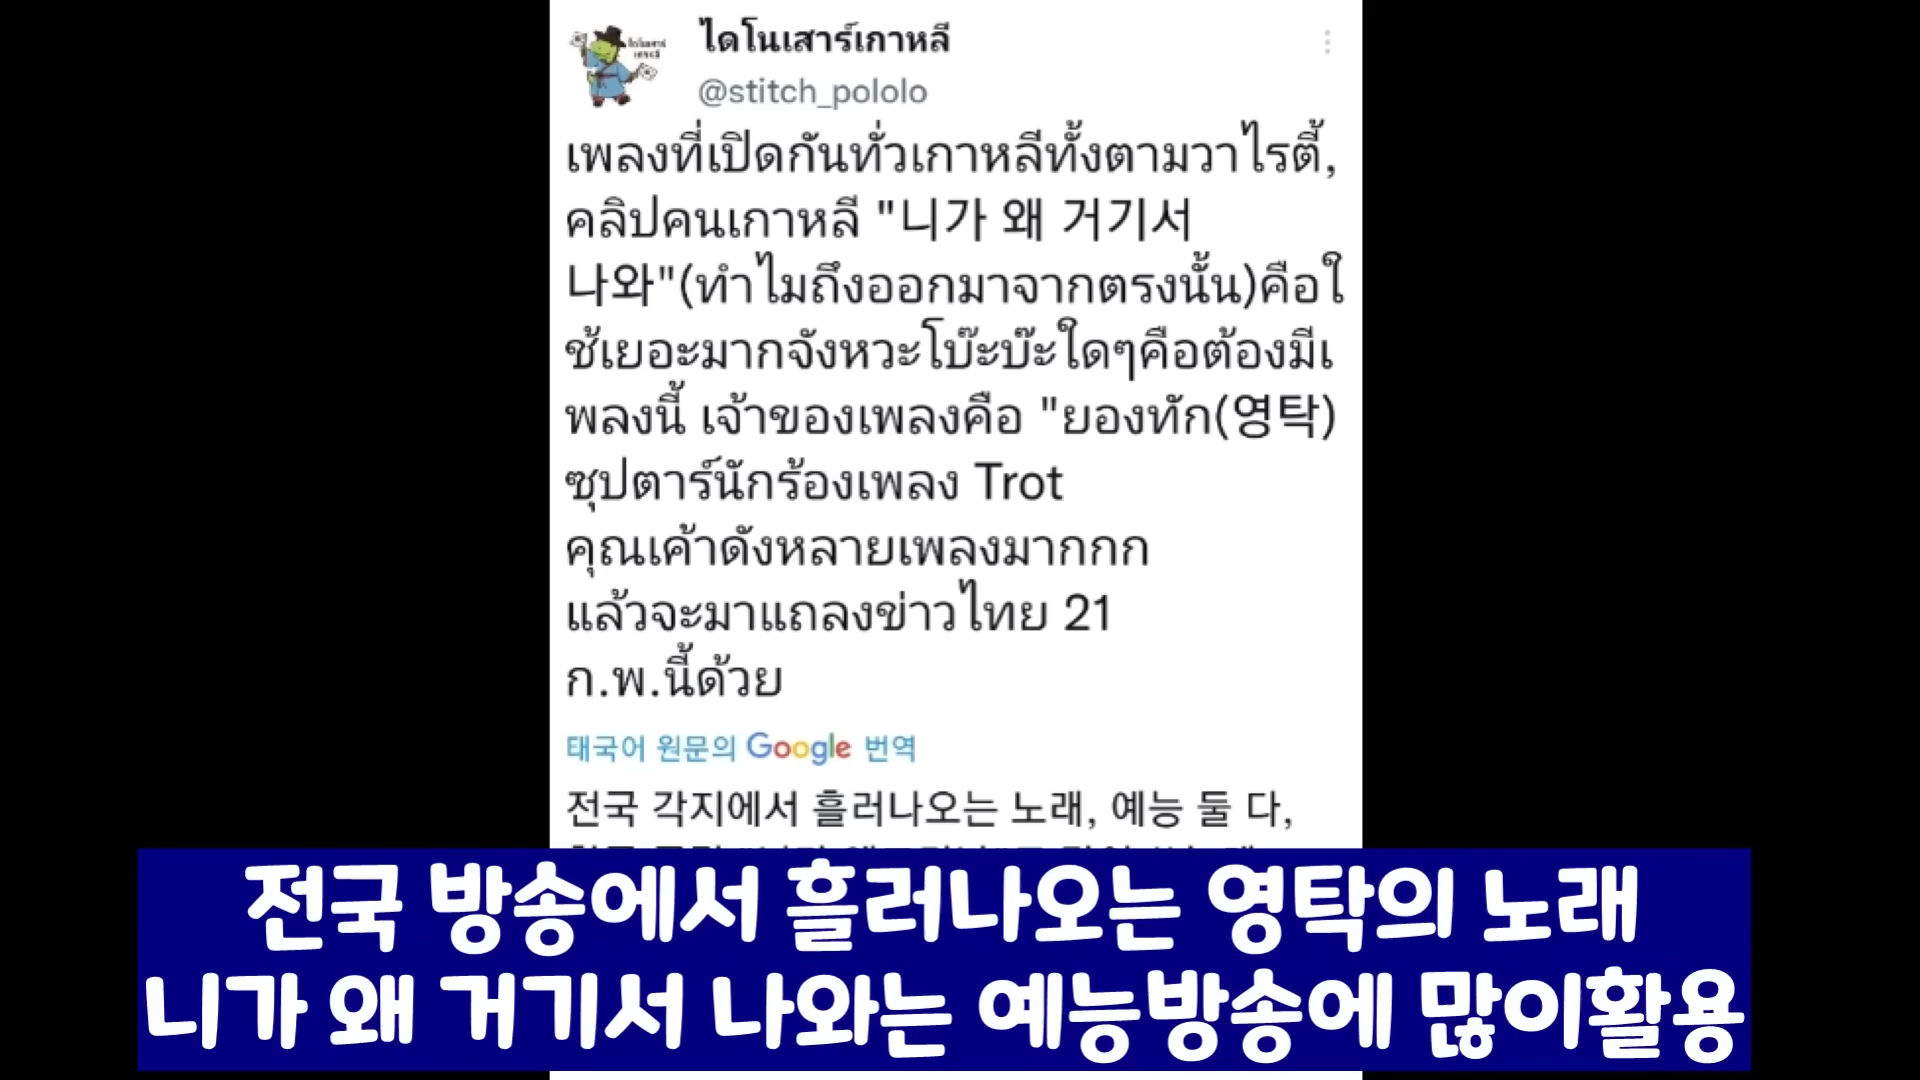 ไดโนเสาร์เกาหลี
@stitch_pololo
เพลงที่เปิดกันทั่วเกาหลีทั้งตามวาไรตี้,
คลิปคนเกาหลี "니가 왜 거기서
나와"(ทำไมถึงออกมาจากตรงนั้น)คือใ
ช้เยอะมากจังหวะโบ๊ะบ๊ะใดๆคือต้องมีเ
พลงนี้ เจ้าของเพลงคือ "ยองทัก(영탁)
ซุปตาร์นักร้องเพลง Trot
คุณเค้าดังหลายเพลงมากกก
แล้วจะมาแถลงข่าวไทย 21
ก.พ.นี้ด้วย
태국어 원문의 Google 번역
전국 각지에서 흘러나오는 노래, 예능 둘 다,
전국 방송에서 흘러나오는 영탁의 노래
니가 왜 거기서 나와는 예능방송에 많이활용